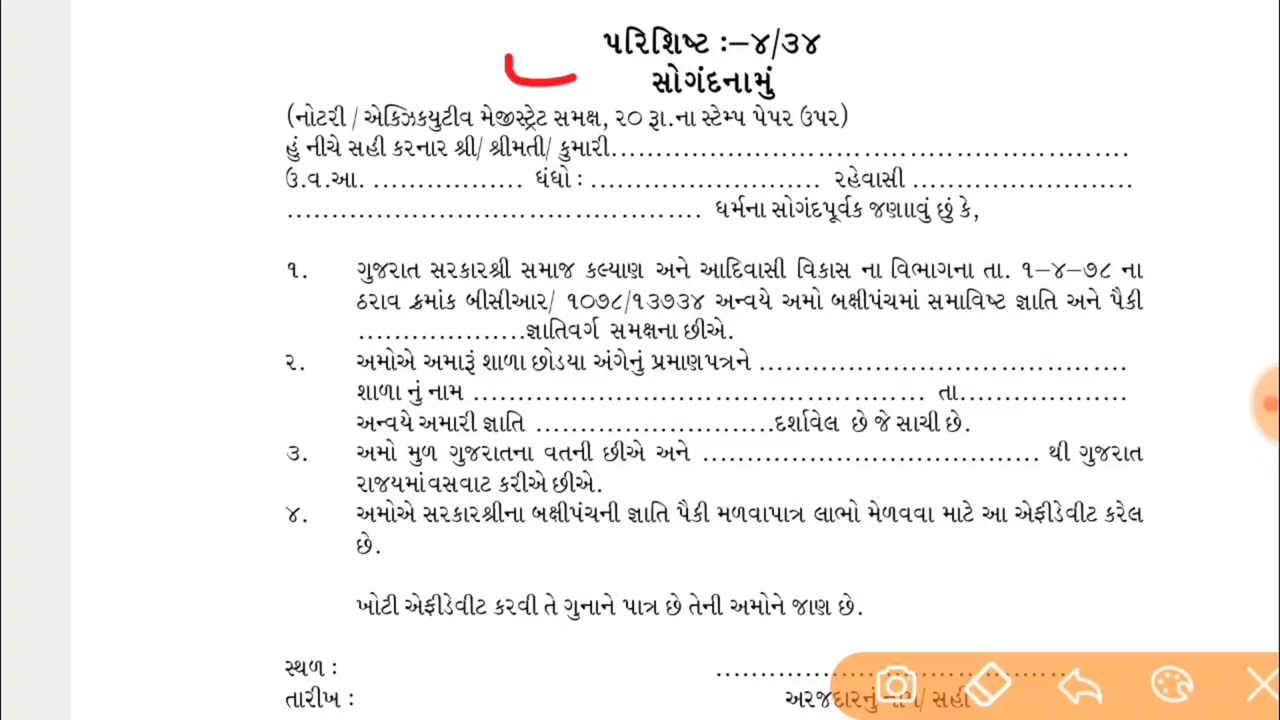 પરિશિષ્ટ :–૪/૩૪
સોગંદનામું
(નોટરી / એકિઝકયુટીવ મેજીસ્ટ્રેટ સમક્ષ, ૨૦ રૂા.ના સ્ટેમ્પ પેપર ઉપર)
હું નીચે સહી કરનાર શ્રી/ શ્રીમતી/ કુમારી..........................................................
ઉ.વ.આ. ................. ધંધો : .......................... રહેવાસી .........................
............................................... ધર્મના સોગંદપૂર્વક જણાાવું છું કે,
૧. ગુજરાત સરકારશ્રી સમાજ કલ્યાણ અને આદિવાસી વિકાસ ના વિભાગના તા. ૧–૪–૭૮ ના
ઠરાવ ક્રમાંક બીસીઆર/ ૧૦૭૮/૧૩૭૩૪ અન્વયે અમો બક્ષીપંચમાં સમાવિષ્ટ જ્ઞાતિ અને પૈકી
...................જ્ઞાતિવર્ગ સમક્ષના છીએ.
૨. અમોએ અમારૂં શાળા છોડયા અંગેનું પ્રમાણપત્રને .........................................
શાળા નું નામ ................................................... તા...................
અન્વયે અમારી જ્ઞાતિ ...........................દર્શાવેલ છે જે સાચી છે.
૩. અમો મુળ ગુજરાતના વતની છીએ અને ...................................... થી ગુજરાત
રાજયમાં વસવાટ કરીએ છીએ.
૪. અમોએ સરકારશ્રીના બક્ષીપંચની જ્ઞાતિ પૈકી મળવાપાત્ર લાભો મેળવવા માટે આ એફીડેવીટ કરેલ
છે.
ખોટી એફીડેવીટ કરવી તે ગુનાને પાત્ર છે તેની અમોને જાણ છે.
સ્થળ : .......................................
તારીખ : અરજદારનું નામ/ સહી